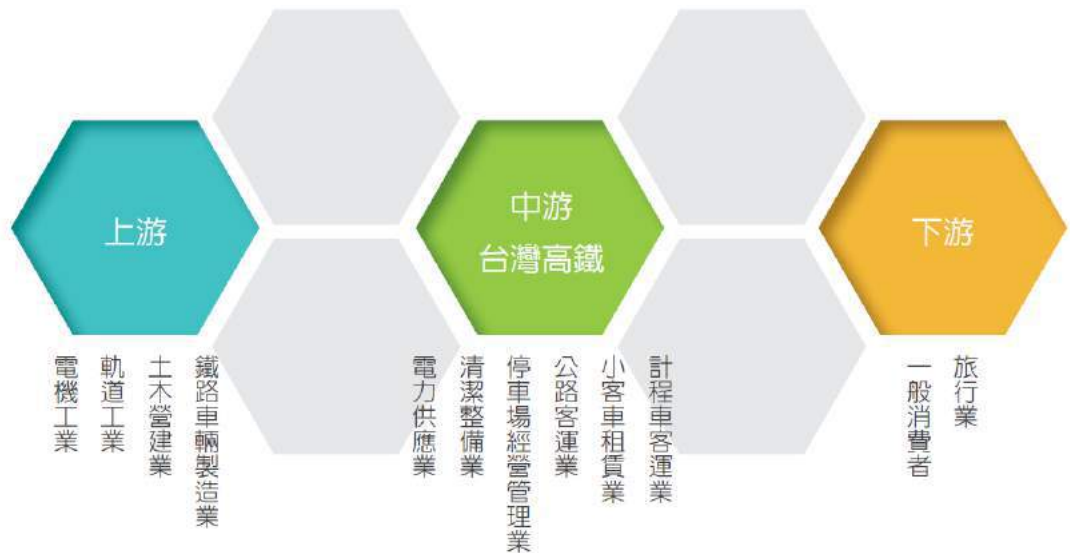 上游
中游
台灣高鐵
下游
鐵路車輛製造業
土木營建業
軌道工業
電機工業
計程車客運業
小客車租賃業
公路客運業
停車場經營管理業
清潔整備業
電力供應業
旅行業
一般消費者